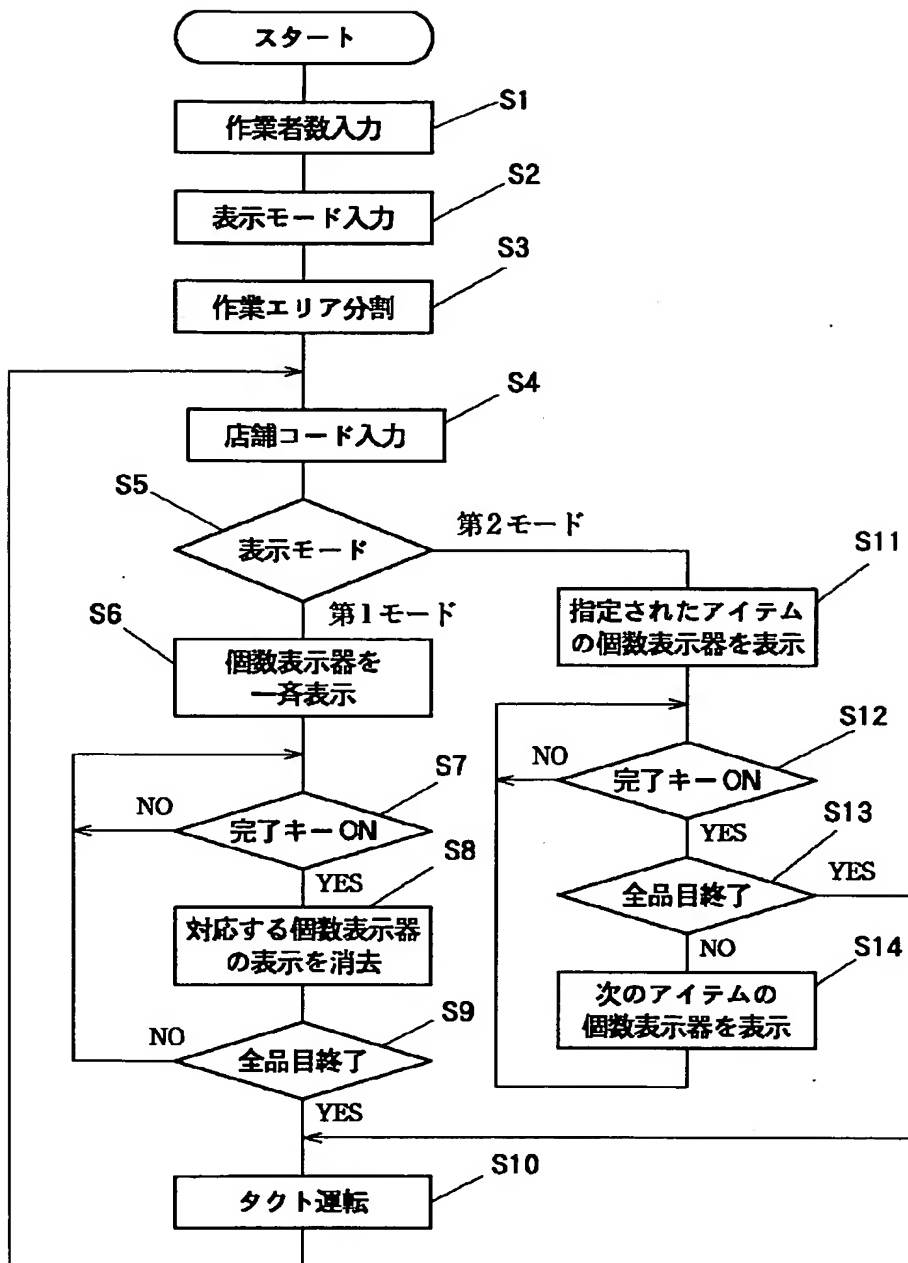 スタート
S1
作業者数入力
S2
表示モード入力
S3
作業エリア分割
S4
店舗コード入力
S5
表示モード
第2モード
第1モード
S6
個数表示器を
一斉表示
S7
完了キーON
NO
YES
S8
対応する個数表示器
の表示を消去
S9
全品目終了
NO
YES
S10
タクト運転
S11
指定されたアイテム
の個数表示器を表示
S12
完了キーON
NO
YES
S13
全品目終了
YES
NO
S14
次のアイテムの
個数表示器を表示